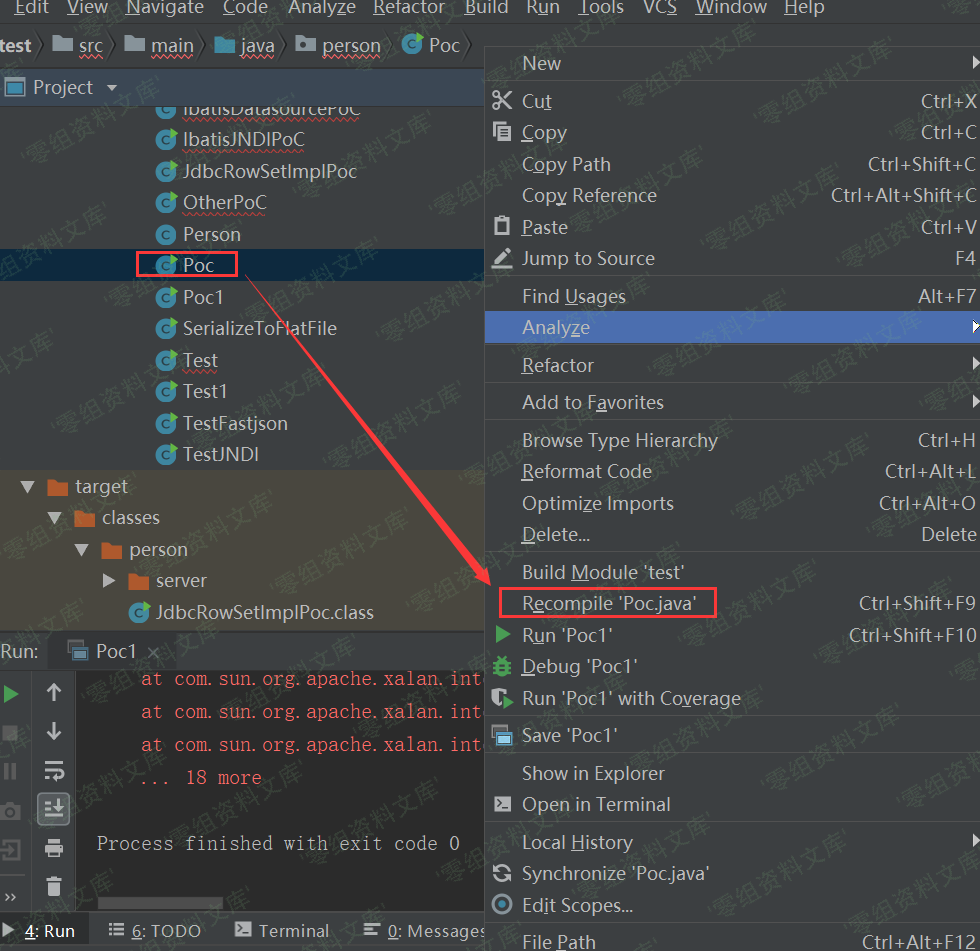 Edit View Navigate Code Analyze Refactor Build Run Tools VCS Window Help
test src main java person Poc
Project
IbatisDatasourcePoC
IbatisJNDIPoC
JdbcRowSetImplPoc
OtherPoC
Person
Poc
Poc1
SerializeToFlatFile
Test
Test1
TestFastjson
TestJNDI
target
classes
person
server
JdbcRowSetImplPoc.class
New
Cut Ctrl+X
Copy Ctrl+C
Copy Path Ctrl+Shift+C
Copy Reference Ctrl+Alt+Shift+C
Paste Ctrl+V
Jump to Source F4
Find Usages Alt+F7
Analyze
Refactor
Add to Favorites
Browse Type Hierarchy Ctrl+H
Reformat Code Ctrl+Alt+L
Optimize Imports Ctrl+Alt+O
Delete... Delete
Build Module 'test'
Recompile 'Poc.java' Ctrl+Shift+F9
Run 'Poc1' Ctrl+Shift+F10
Debug 'Poc1'
Run 'Poc1' with Coverage
Save 'Poc1'
Show in Explorer
Open in Terminal
Local History
Synchronize 'Poc.java'
Edit Scopes...
File Path Ctrl+Alt+F12
Run: Poc1
at com.sun.org.apache.xalan.inte
at com.sun.org.apache.xalan.inte
at com.sun.org.apache.xalan.inte
... 18 more
Process finished with exit code 0
4: Run 6: TODO Terminal 0: Messages
'零组资料文库'